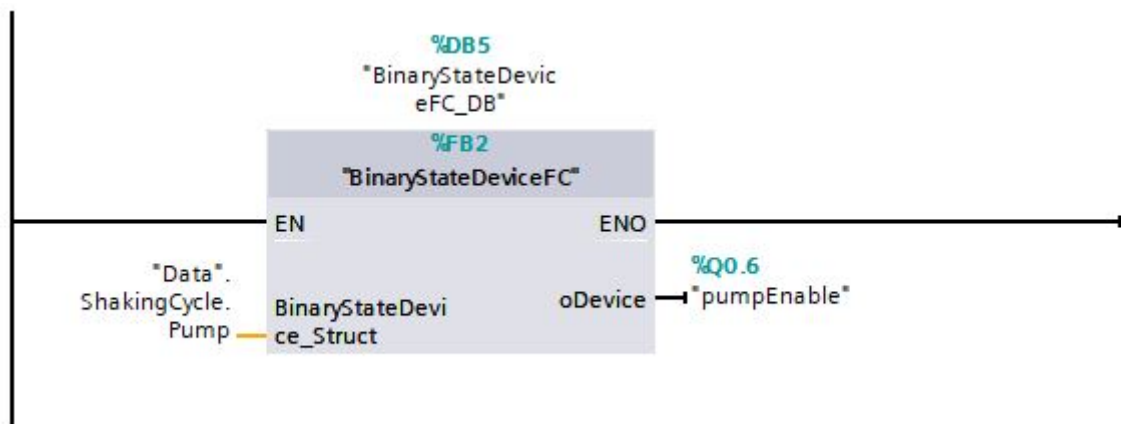 %DB5
"BinaryStateDevic
eFC_DB"
%FB2
"BinaryStateDeviceFC"
EN
ENO
"Data".
ShakingCycle.
Pump
BinaryStateDevi
ce_Struct
oDevice
%Q0.6
"pumpEnable"